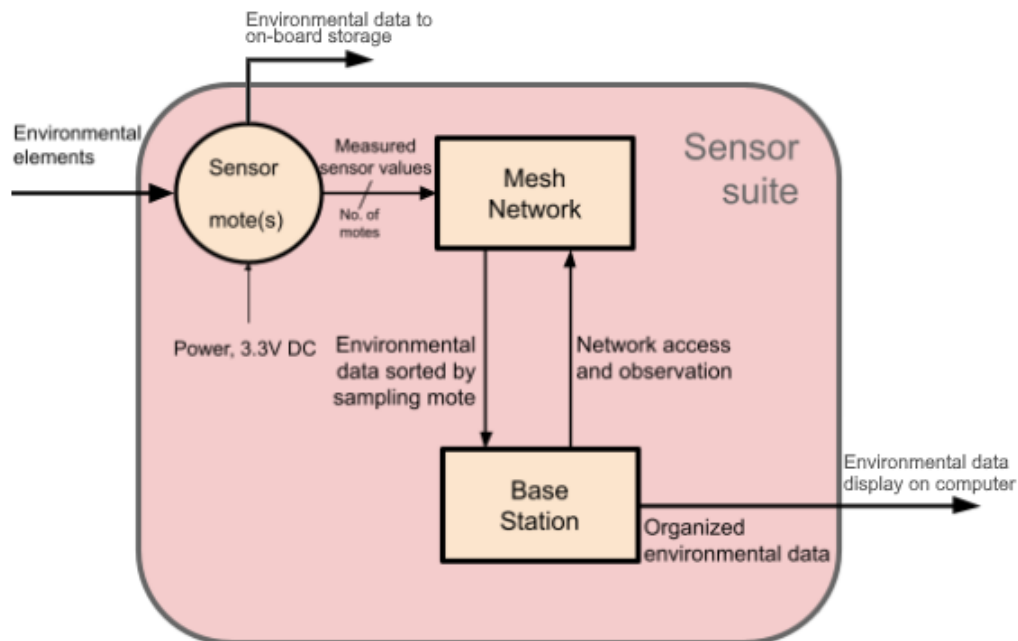 Environmental data to
on-board storage
Environmental
elements
Sensor
mote(s)
Measured
sensor values
No. of
motes
Mesh
Network
Sensor
suite
Power, 3.3V DC
Environmental
data sorted by
sampling mote
Network access
and observation
Base
Station
Organized
environmental data
Environmental data
display on computer